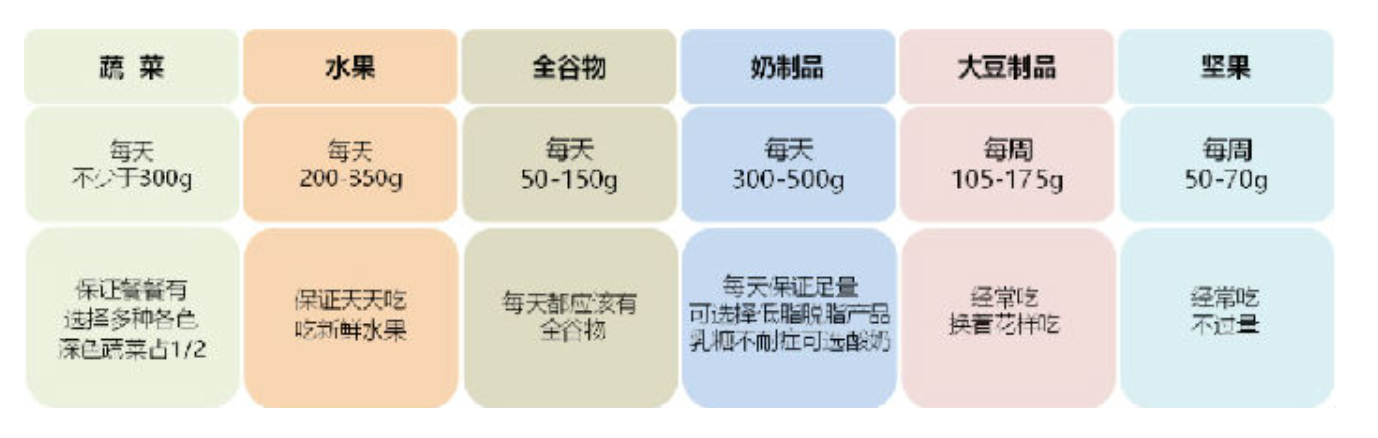 蔬 菜
水果
全谷物
奶制品
大豆制品
坚果
每天
不少于300g
每天
200-350g
每天
50-150g
每天
300-500g
每周
105-175g
每周
50-70g
保证餐餐有
选择多种各色
深色蔬菜占1/2
保证天天吃
吃新鲜水果
每天都应该有
全谷物
每天保证足量
可选择低脂脱脂产品
乳糖不耐症可选酸奶
经常吃
换着花样吃
经常吃
不过量